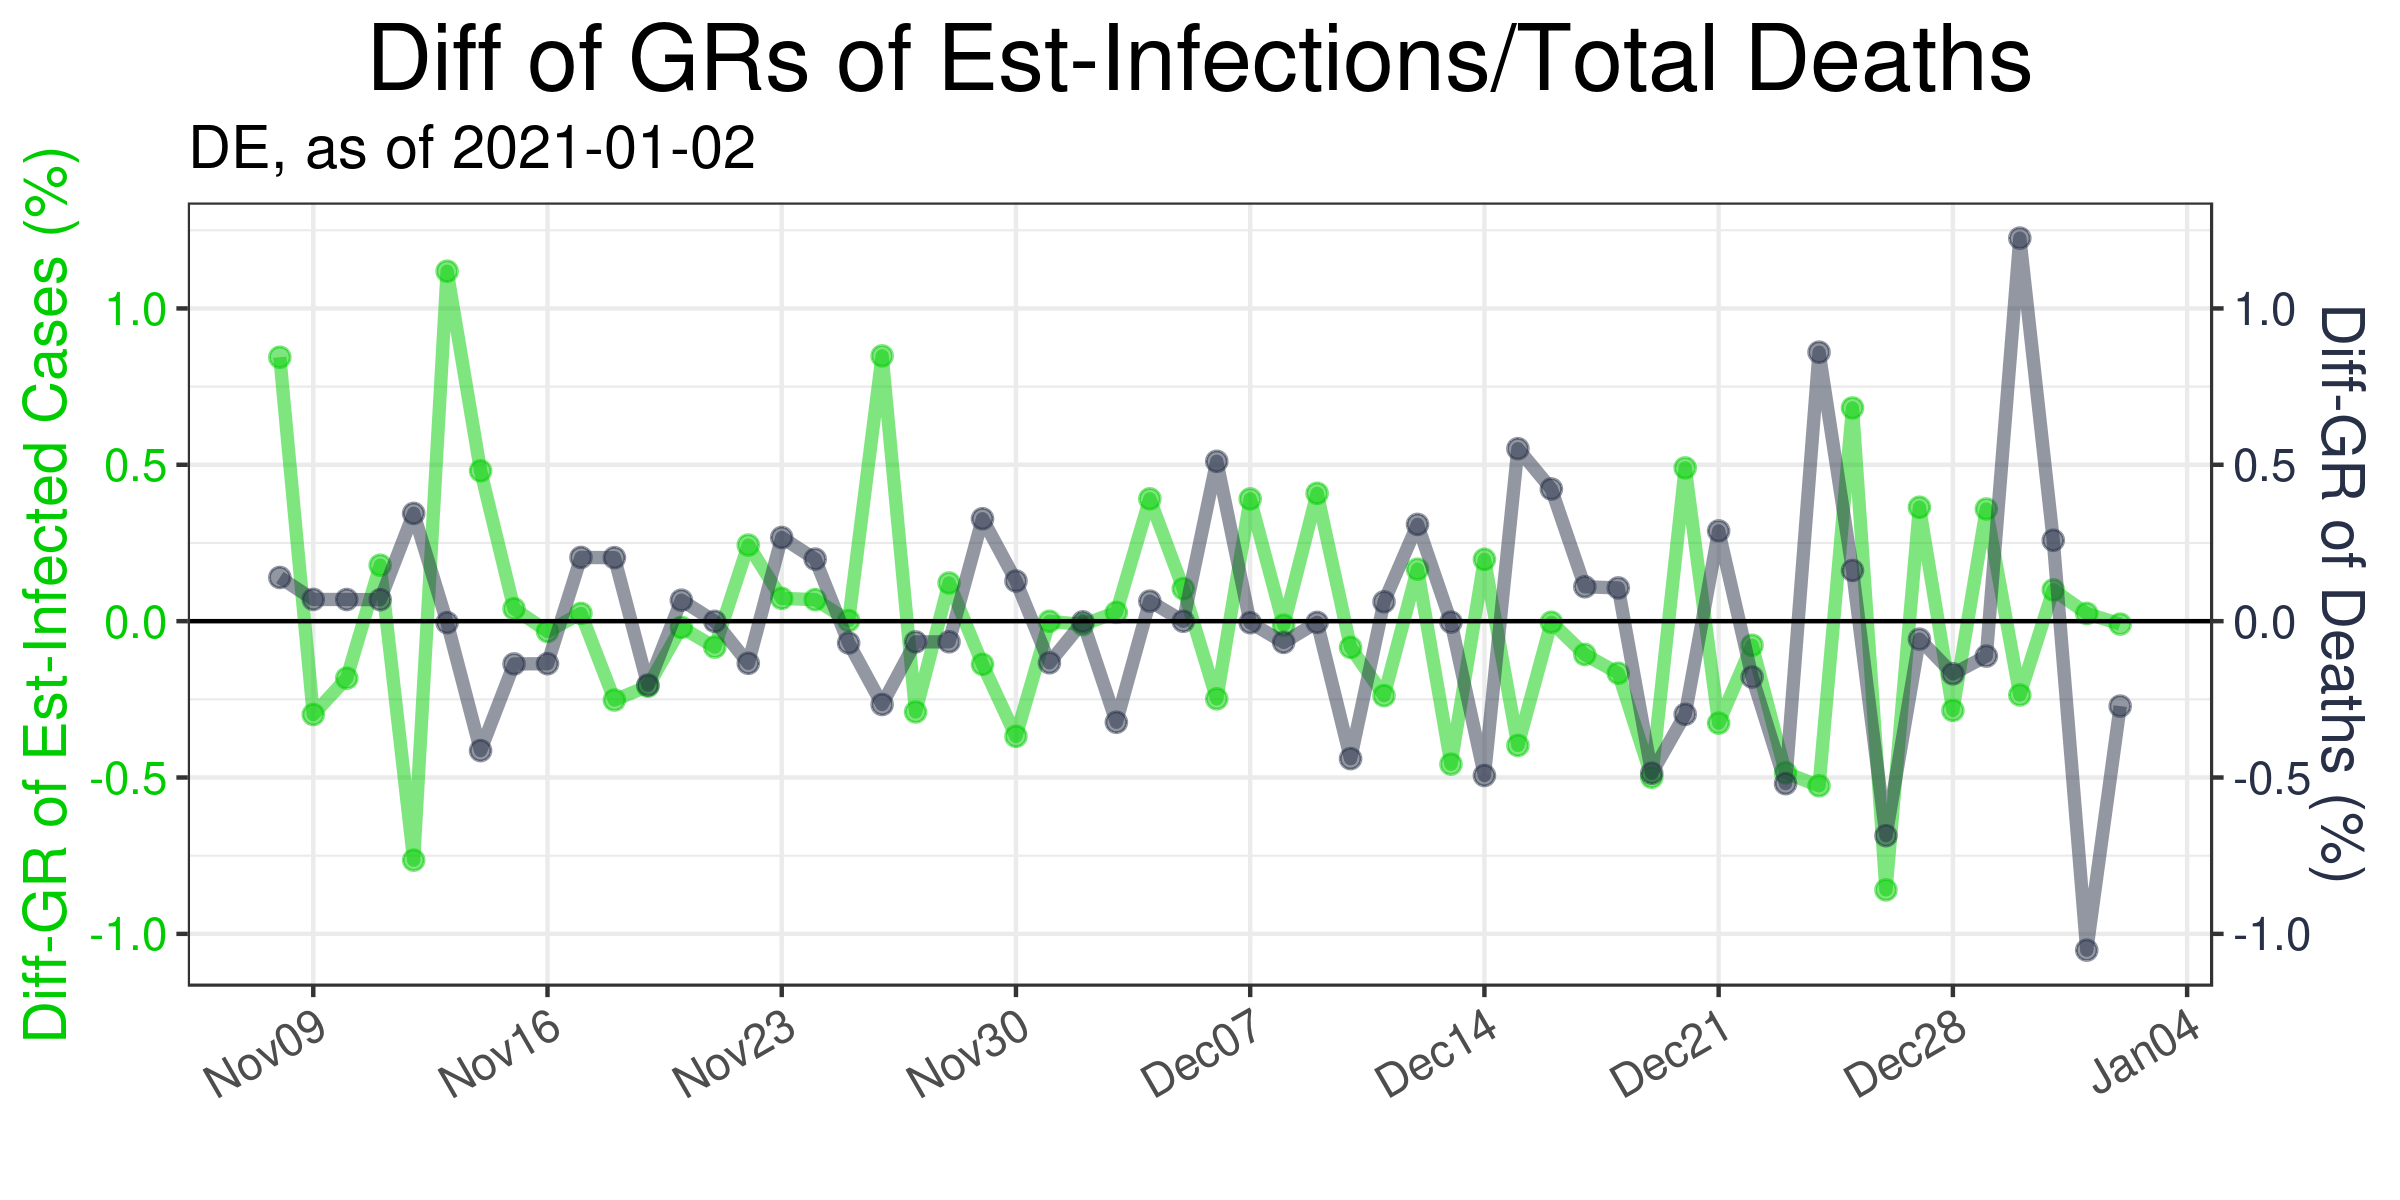 Diff of GRs of Est-Infections/Total Deaths
DE, as of 2021-01-02
Diff-GR of Est-Infected Cases (%)
1.0
0.5
0.0
-0.5
-1.0
1.0
0.5
0.0
-0.5
-1.0
Diff-GR of Deaths (%)
Nov09
Nov16
Nov23
Nov30
Dec07
Dec14
Dec21
Dec28
Jan04